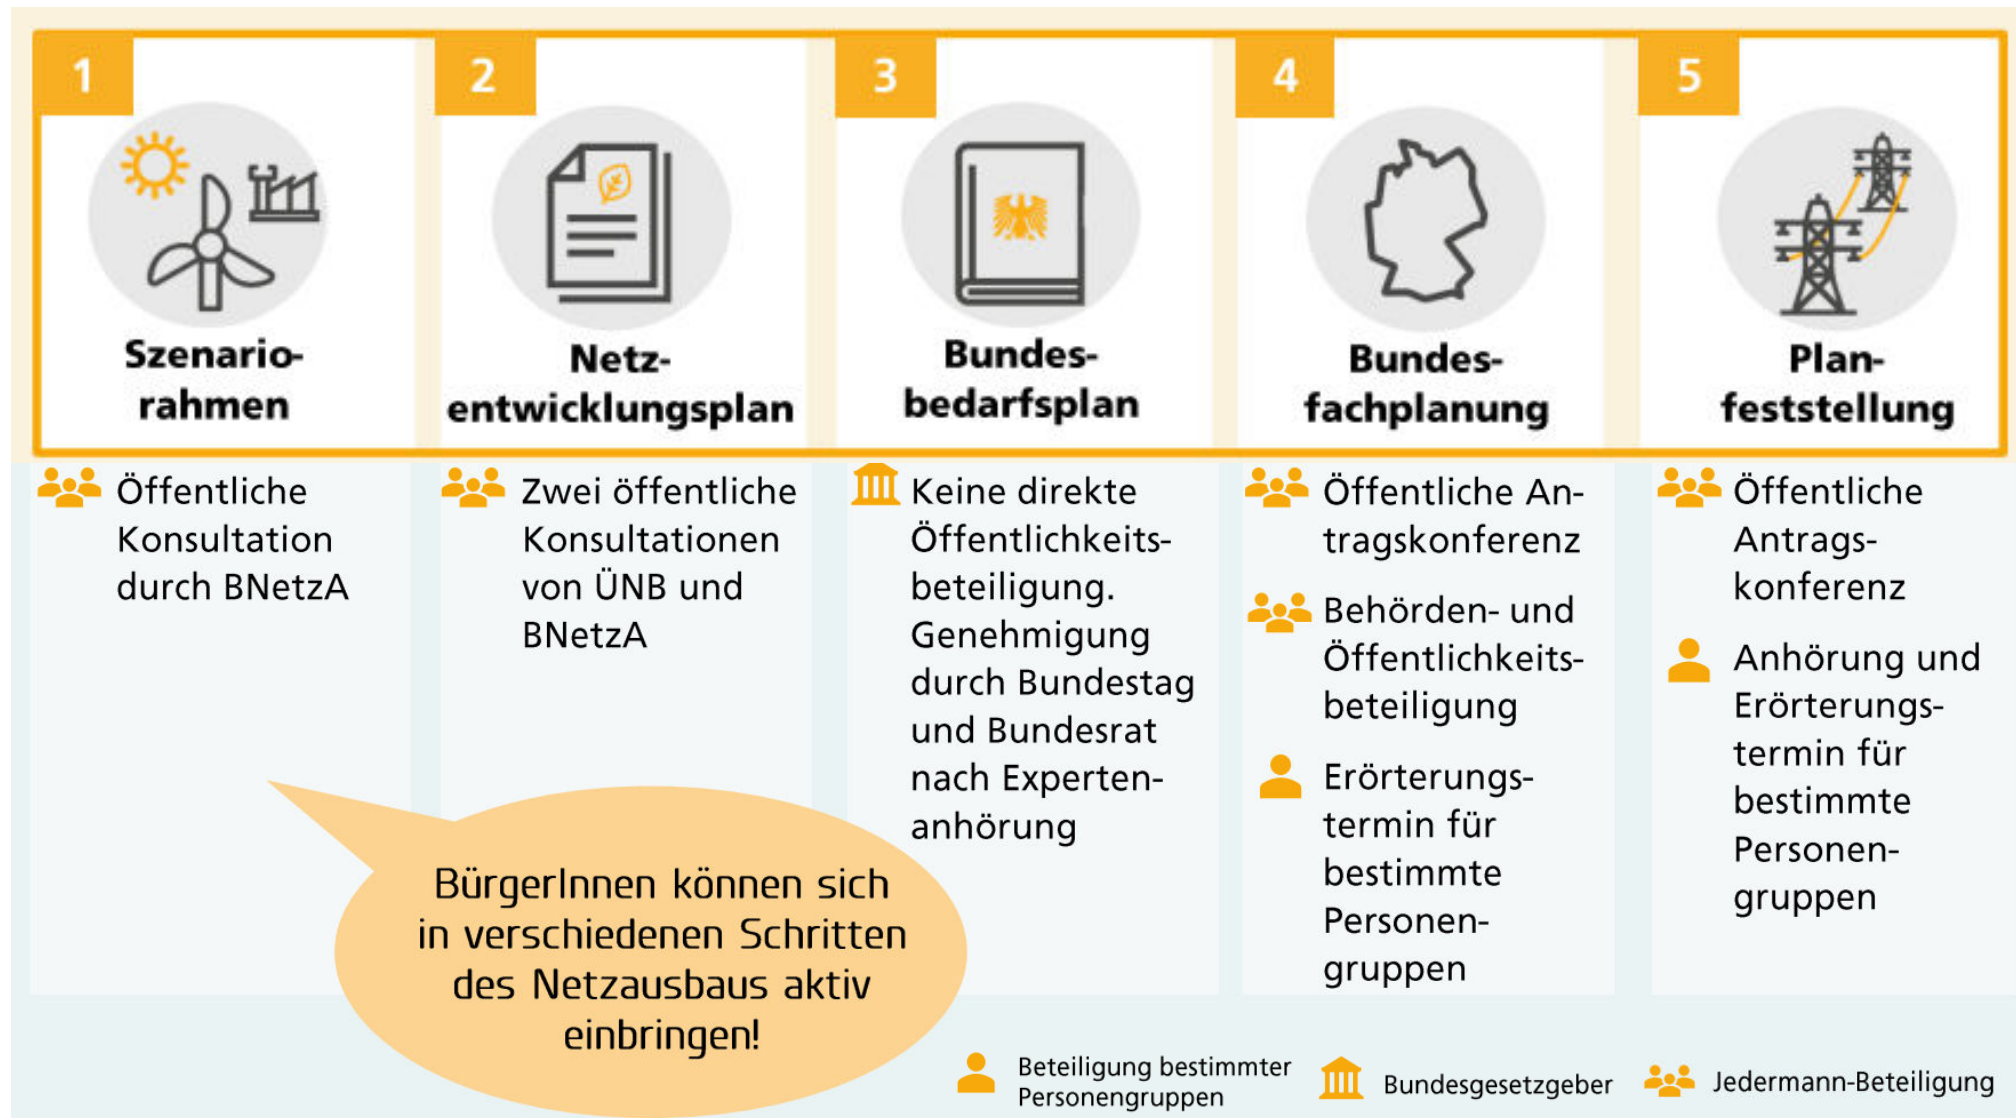 1
Szenario-
rahmen
Öffentliche
Konsultation
durch BNetzA
2
Netz-
entwicklungsplan
Zwei öffentliche
Konsultationen
von ÜNB und
BNetzA
3
Bundes-
bedarfsplan
Keine direkte
Öffentlichkeits-
beteiligung.
Genehmigung
durch Bundestag
und Bundesrat
nach Experten-
anhörung
4
Bundes-
fachplanung
Öffentliche An-
tragskonferenz
Behörden- und
Öffentlichkeits-
beteiligung
Erörterungs-
termin für
bestimmte
Personen-
gruppen
5
Plan-
feststellung
Öffentliche
Antrags-
konferenz
Anhörung und
Erörterungs-
termin für
bestimmte
Personen-
gruppen
BürgerInnen können sich
in verschiedenen Schritten
des Netzausbaus aktiv
einbringen!
Beteiligung bestimmter
Personengruppen
Bundesgesetzgeber
Jedermann-Beteiligung